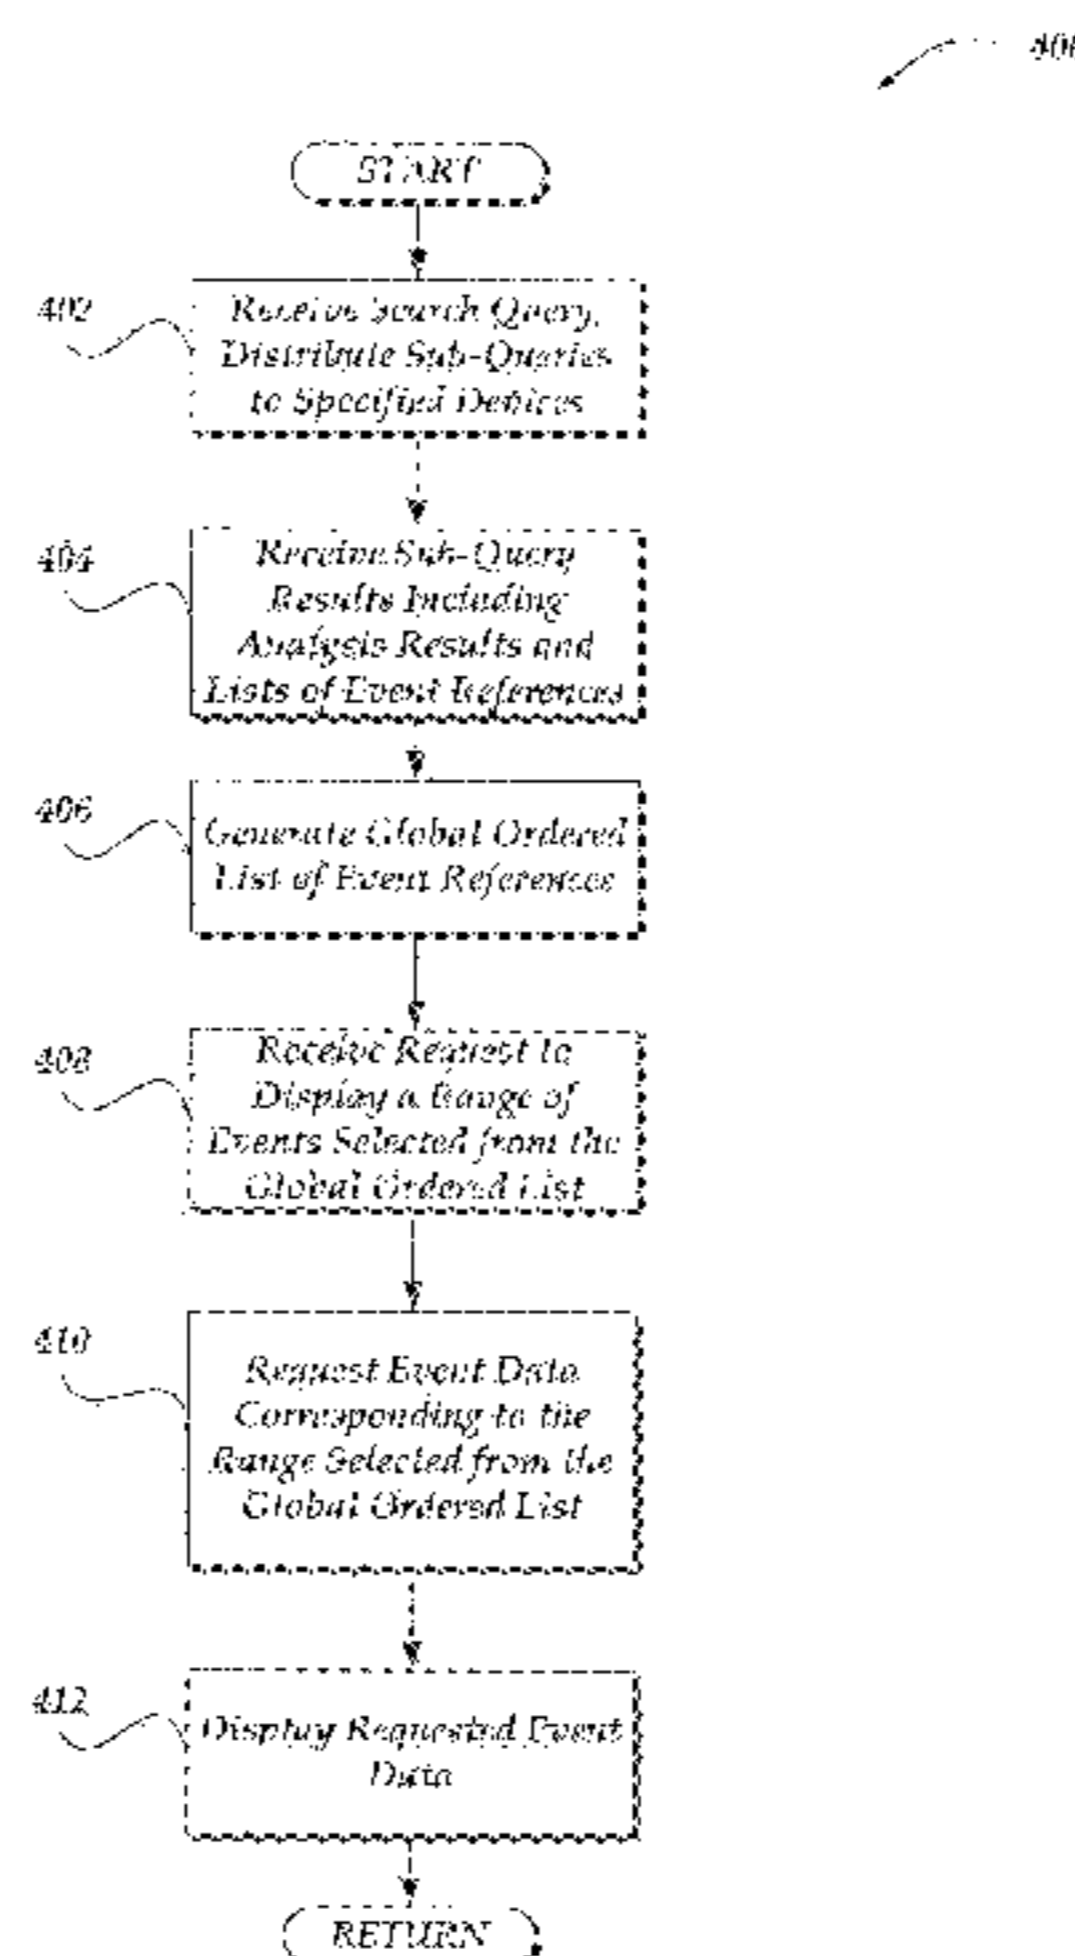 START
402
Receive Search Query,
Distribute Sub-Queries
to Specified Devices
404
Receive Sub-Query
Results Including
Analysis Results and
Lists of Event References
406
Generate Global Ordered
List of Event References
408
Receive Request to
Display a Range of
Events Selected from the
Global Ordered List
410
Request Event Data
Corresponding to the
Range Selected from the
Global Ordered List
412
Display Requested Event
Data
RETURN